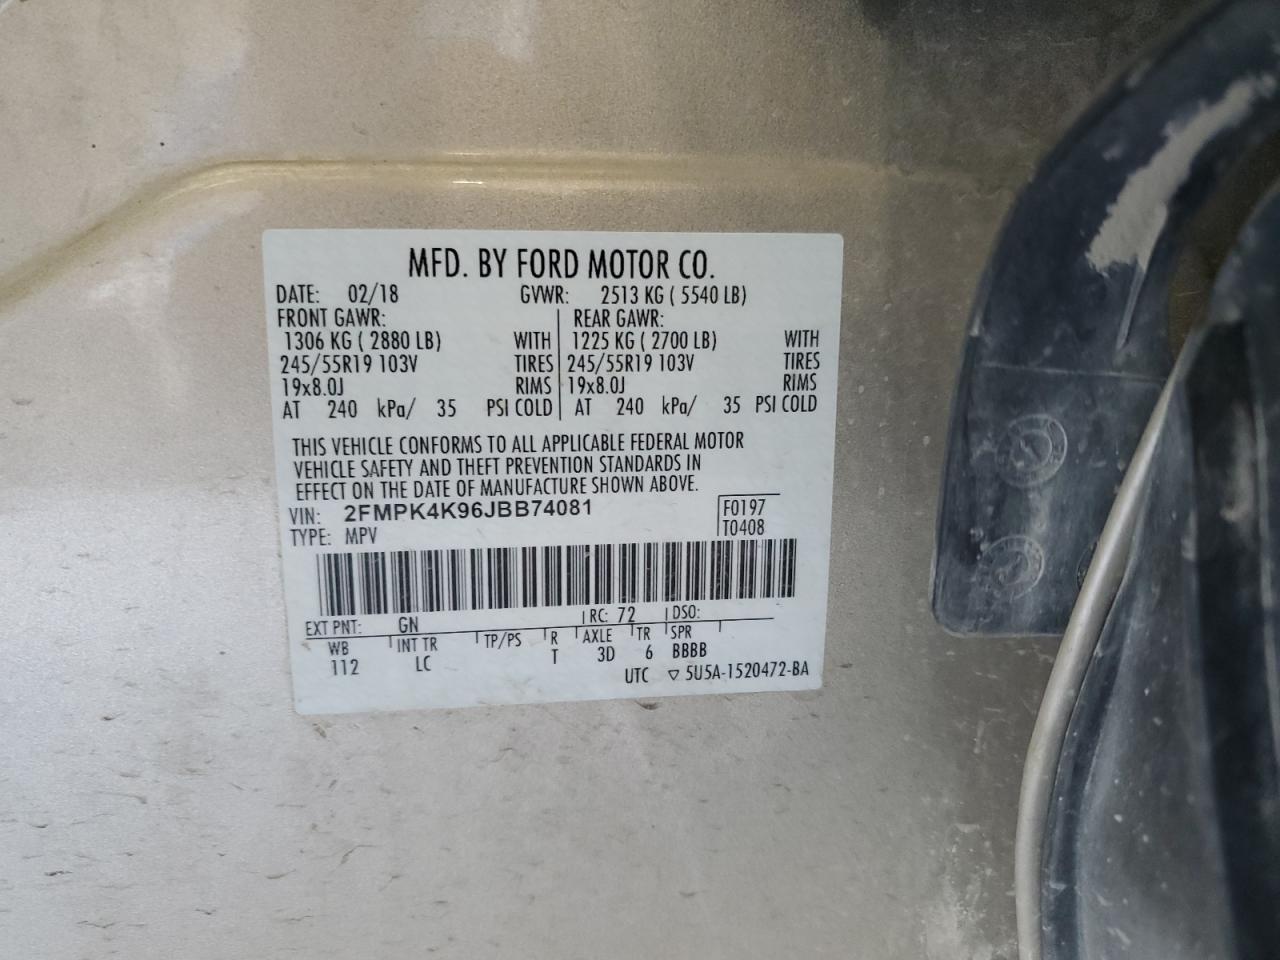 MFD. BY FORD MOTOR CO.
DATE: 02/18 GVWR: 2513 KG ( 5540 LB)
FRONT GAWR: REAR GAWR:
1306 KG ( 2880 LB) WITH 1225 KG ( 2700 LB) WITH
245/55R19 103V TIRES 245/55R19 103V TIRES
19x8.0J RIMS 19x8.0J RIMS
AT 240 kPa/ 35 PSI COLD AT 240 kPa/ 35 PSI COLD
THIS VEHICLE CONFORMS TO ALL APPLICABLE FEDERAL MOTOR
VEHICLE SAFETY AND THEFT PREVENTION STANDARDS IN
EFFECT ON THE DATE OF MANUFACTURE SHOWN ABOVE.
VIN: 2FMPK4K96JBB74081 F0197
TYPE: MPV T0408
EXT PNT: GN RC: 72 DSO:
WB INT TR TP/PS R AXLE TR SPR
112 LC T 3D 6 BBBB
UTC ▽ 5U5A-1520472-BA